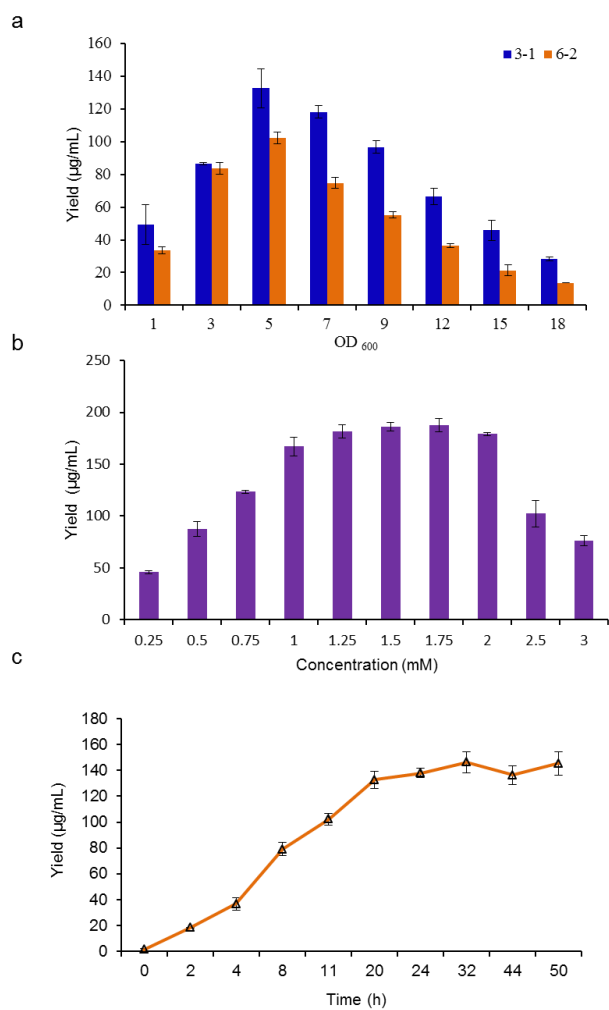 a
160
140
120
100
80
60
40
20
0
Yield (µg/mL)
3-1 6-2
1 3 5 7 9 12 15 18
OD 600
b
250
200
150
100
50
0
Yield (µg/mL)
0.25 0.5 0.75 1 1.25 1.5 1.75 2 2.5 3
Concentration (mM)
c
180
160
140
120
100
80
60
40
20
0
Yield (µg/mL)
0 2 4 8 11 20 24 32 44 50
Time (h)